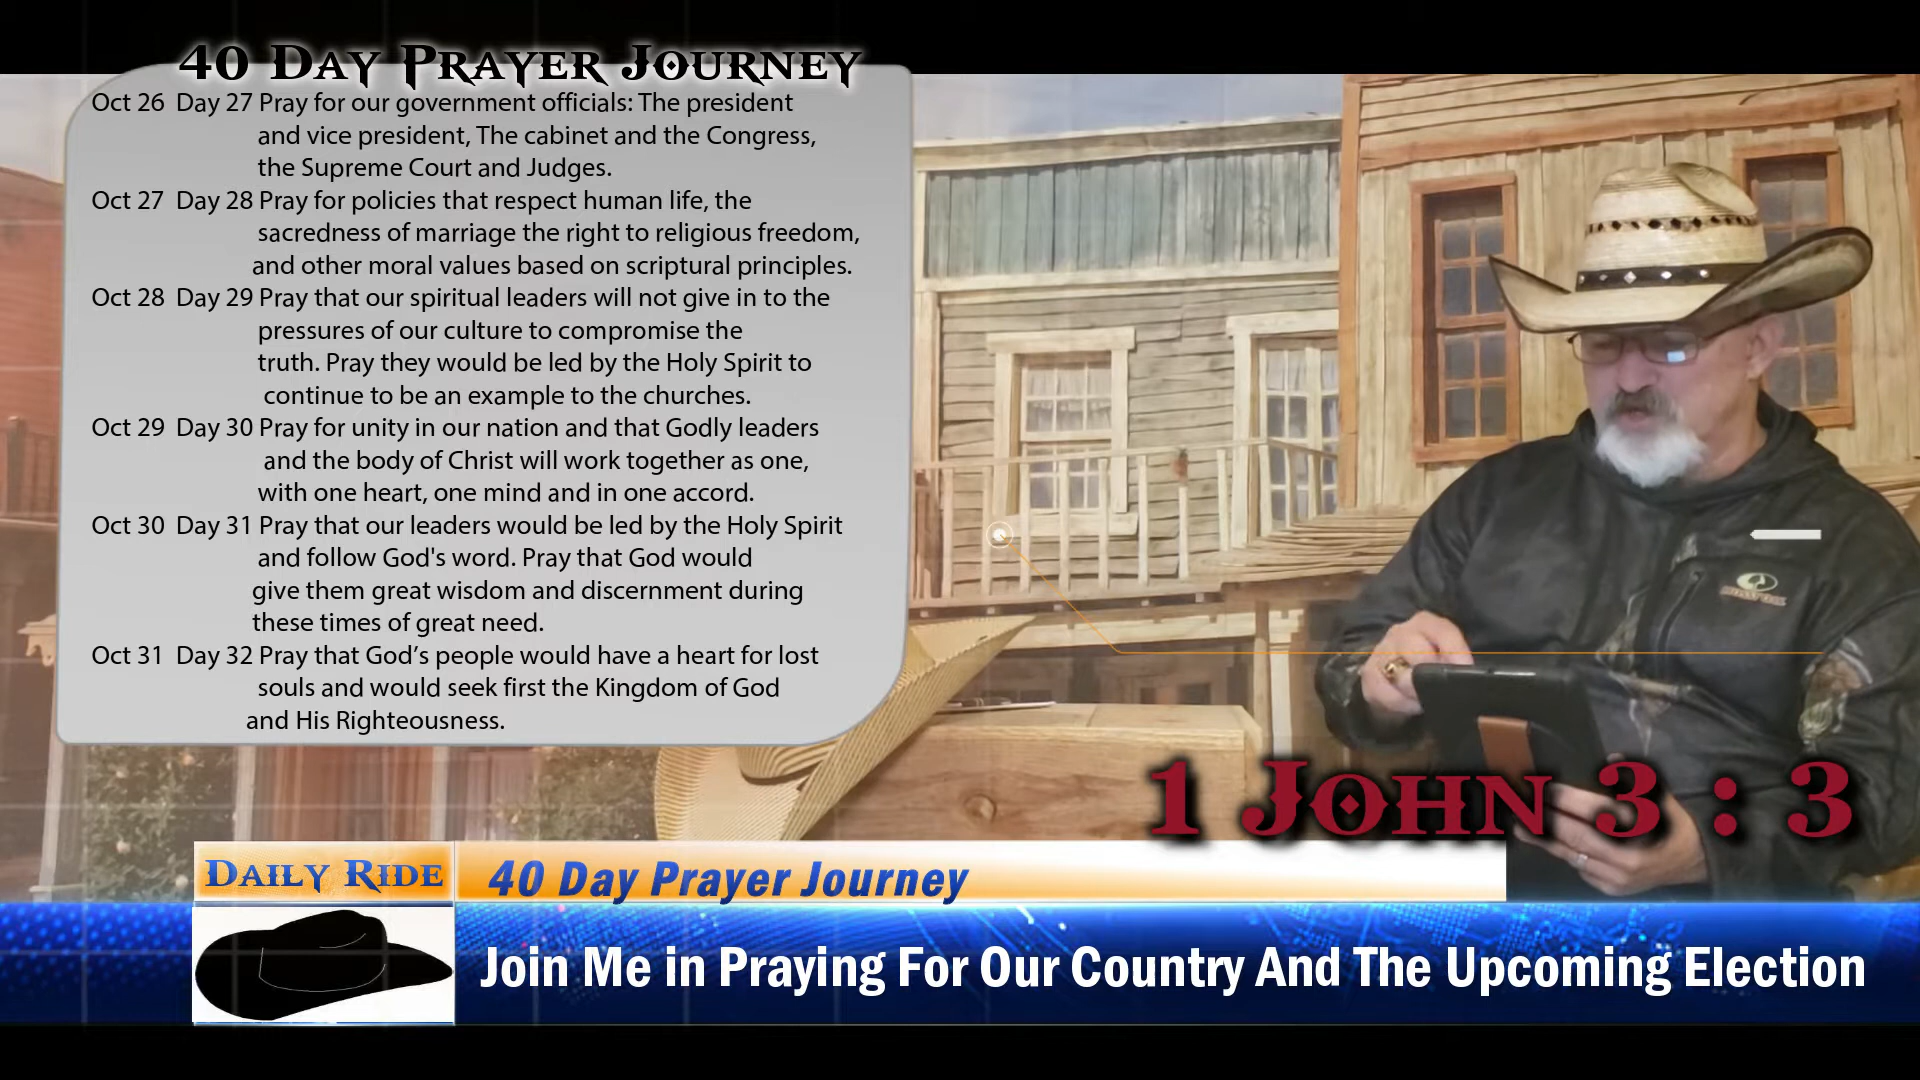 40 Day Prayer Journey
Oct 26 Day 27 Pray for our government officials: The president
and vice president, The cabinet and the Congress,
the Supreme Court and Judges.
Oct 27 Day 28 Pray for policies that respect human life, the
sacredness of marriage the right to religious freedom,
and other moral values based on scriptural principles.
Oct 28 Day 29 Pray that our spiritual leaders will not give in to the
pressures of our culture to compromise the
truth. Pray they would be led by the Holy Spirit to
continue to be an example to the churches.
Oct 29 Day 30 Pray for unity in our nation and that Godly leaders
and the body of Christ will work together as one,
with one heart, one mind and in one accord.
Oct 30 Day 31 Pray that our leaders would be led by the Holy Spirit
and follow God's word. Pray that God would
give them great wisdom and discernment during
these times of great need.
Oct 31 Day 32 Pray that God’s people would have a heart for lost
souls and would seek first the Kingdom of God
and His Righteousness.
1 John 3 : 3
Daily Ride
40 Day Prayer Journey
Join Me in Praying For Our Country And The Upcoming Election